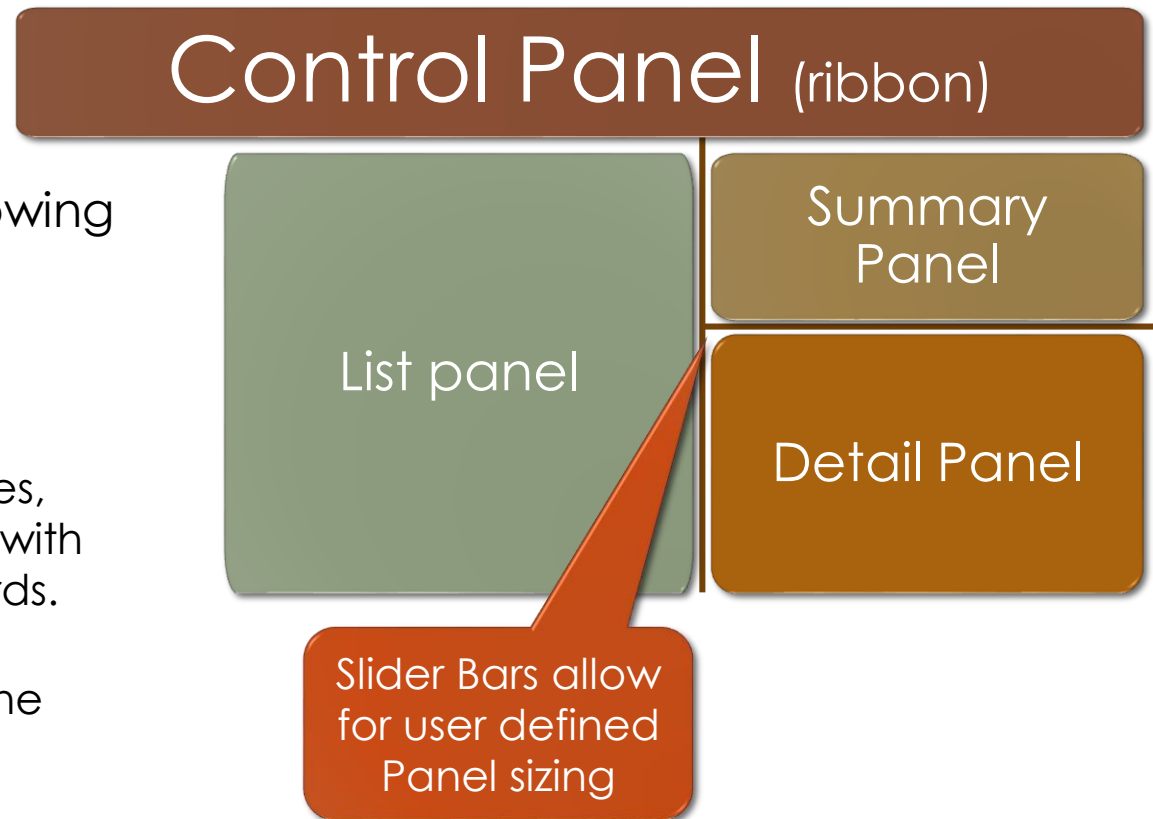 Control Panel (ribbon)
owing
es,
with
rds.
ne
List panel
Summary
Panel
Detail Panel
Slider Bars allow
for user defined
Panel sizing